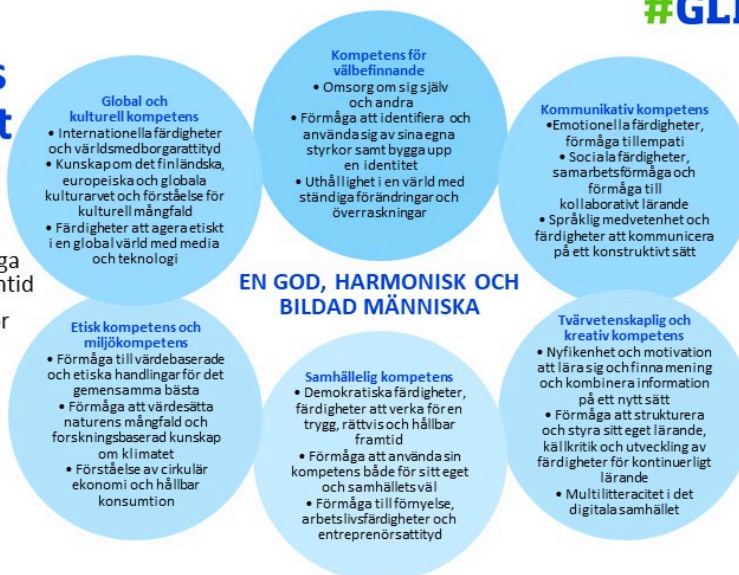 #GL
Kompetens för
välbefinnande
• Omsorg om sig själv
och andra
• Förmåga att identifiera och
använda sig av sina egna
styrkor samt bygga upp
en identitet
• Uthållighet i en värld med
ständiga förändringar och
överraskningar
Global och
kulturell kompetens
• Internationella färdigheter
och världsmedborgarattityd
• Kunskap om det finländska,
europeiska och globala
kulturarvet och förståelse för
kulturell mångfald
• Färdigheter att agera etiskt
i en global värld med media
och teknologi
Kommunikativ kompetens
•Emotionella färdigheter,
förmåga till empati
• Sociala färdigheter,
samarbetsförmåga och
förmåga till
kollaborativt lärande
• Språklig medvetenhet och
färdigheter att kommunicera
på ett konstruktivt sätt
EN GOD, HARMONISK OCH
BILDAD MÄNNISKA
Etisk kompetens och
miljökompetens
• Förmåga till värdebaserade
och etiska handlingar för det
gemensamma bästa
• Förmåga att värdesätta
naturens mångfald och
forskningsbaserad kunskap
om klimatet
• Förståelse av cirkulär
ekonomi och hållbar
konsumtion
Samhällelig kompetens
• Demokratiska färdigheter,
färdigheter att verka för en
trygg, rättvis och hållbar
framtid
• Förmåga att använda sin
kompetens både för sitt eget
och samhällets väl
• Förmåga till förnyelse,
arbetslivsfärdigheter och
entreprenörsattityd
Tvärvetenskaplig och
kreativ kompetens
• Nyfikenhet och motivation
att lära sig och finna mening
och kombinera information
på ett nytt sätt
• Förmåga att strukturera
och styra sitt eget lärande,
källkritik och utveckling av
färdigheter för kontinuerligt
lärande
• Multilitteracitet i det
digitala samhället